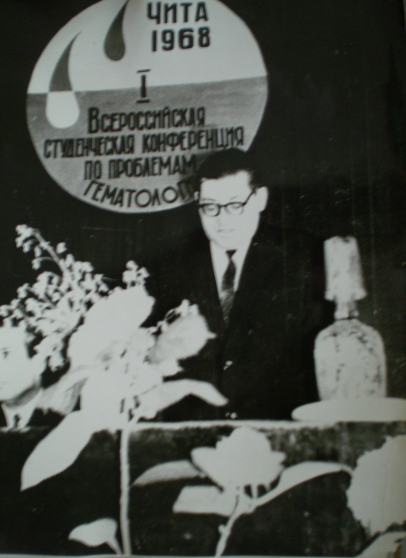 ЧИТА
1968
I
ВСЕРОССИЙСКАЯ
СТУДЕНЧЕСКАЯ КОНФЕРЕНЦИЯ
ПО ПРОБЛЕМАМ